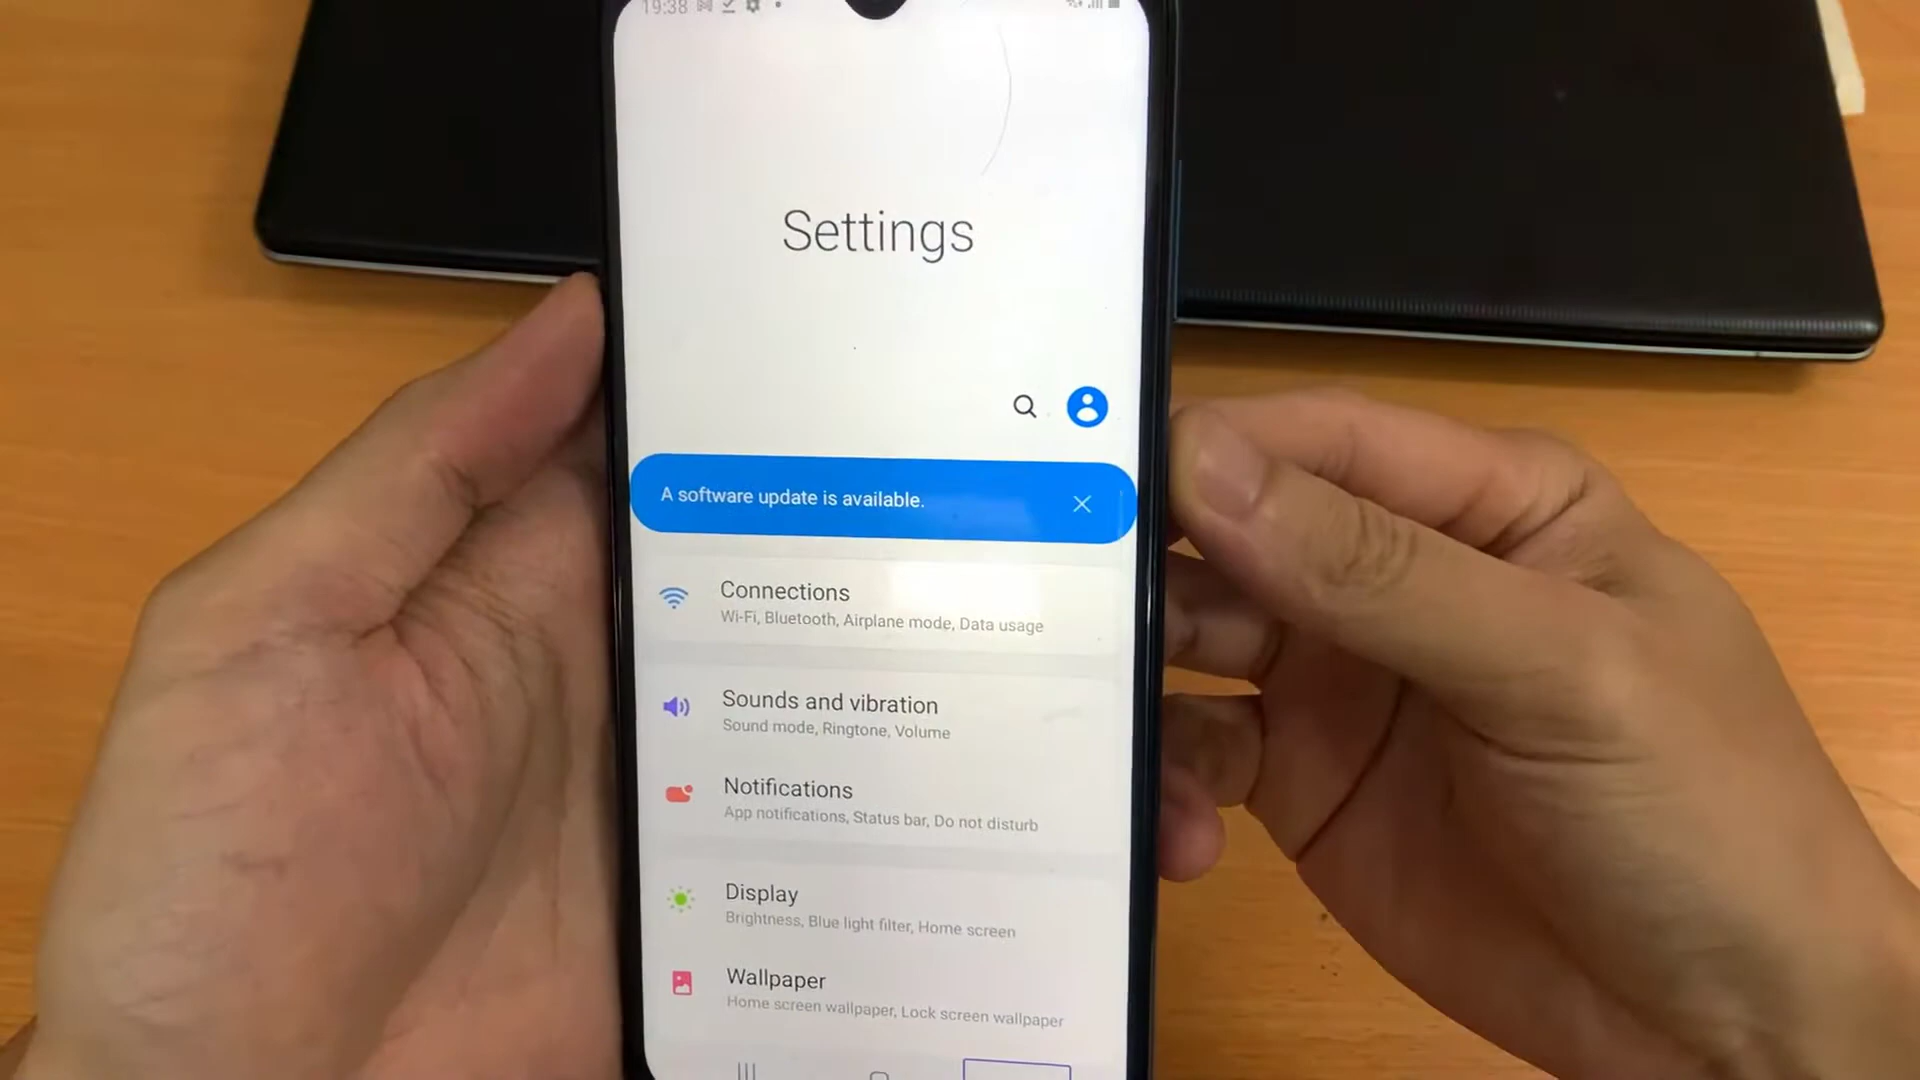 19:38
Settings
A software update is available.
Connections
Wi-Fi, Bluetooth, Airplane mode, Data usage
Sounds and vibration
Sound mode, Ringtone, Volume
Notifications
App notifications, Status bar, Do not disturb
Display
Brightness, Blue light filter, Home screen
Wallpaper
Home screen wallpaper, Lock screen wallpaper